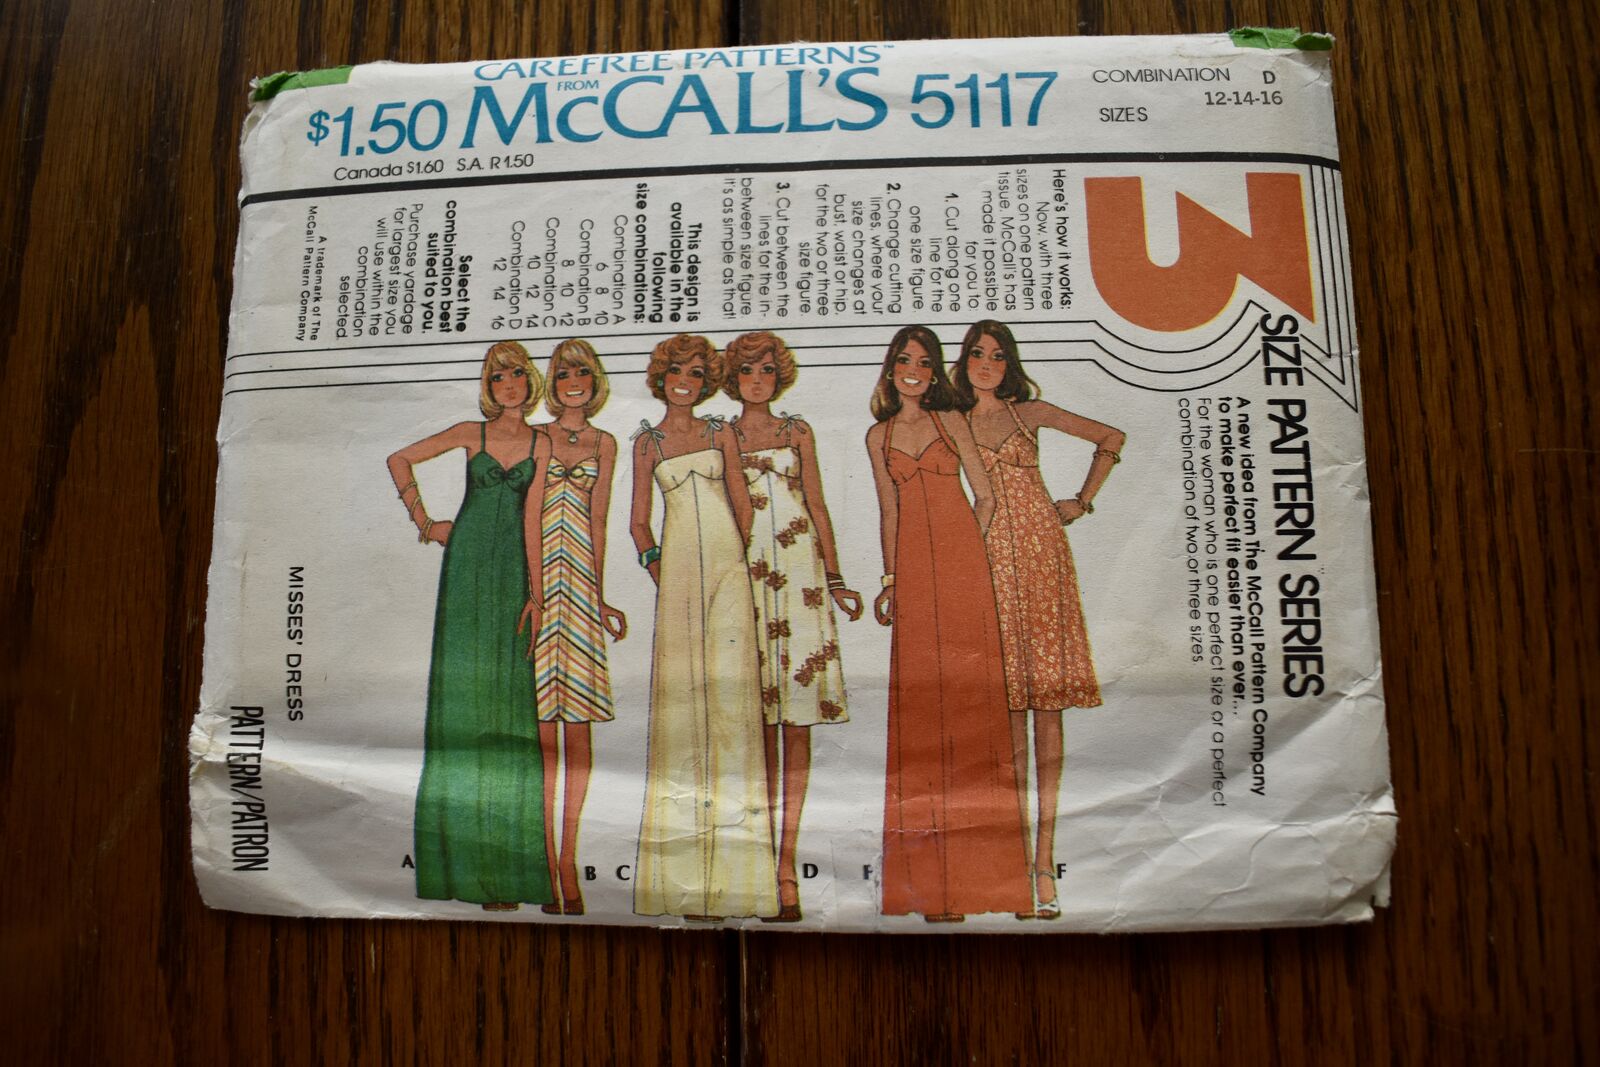 CAREFREE PATTERNS™
FROM
$1.50 McCALL'S 5117
Canada $1.60 S.A. R1.50
COMBINATION D
SIZES 12-14-16
3
SIZE PATTERN SERIES
A new idea from The McCall Pattern Company
to make perfect fit easier than ever...
For the woman who is one perfect size or a perfect
combination of two or three sizes.
Here's how it works:
Now, with three
sizes on one pattern
tissue, McCall's has
made it possible
for you to:
1. Cut along one
line for the
one size figure.
2. Change cutting
lines, where your
size changes at
bust, waist or hip,
for the two or three
size figure.
3. Cut between the
lines for the in-
between size figure.
It's as simple as that!
This design is
available in the
following
size combinations:
Combination A
6 8 10
Combination B
8 10 12
Combination C
10 12 14
Combination D
12 14 16
Select the
combination best
suited to you.
Purchase yardage
for largest size you
will use within the
combination
selected
A trademark of The
McCall Pattern Company
MISSES' DRESS
PATTERN/PATRON
A B C D F